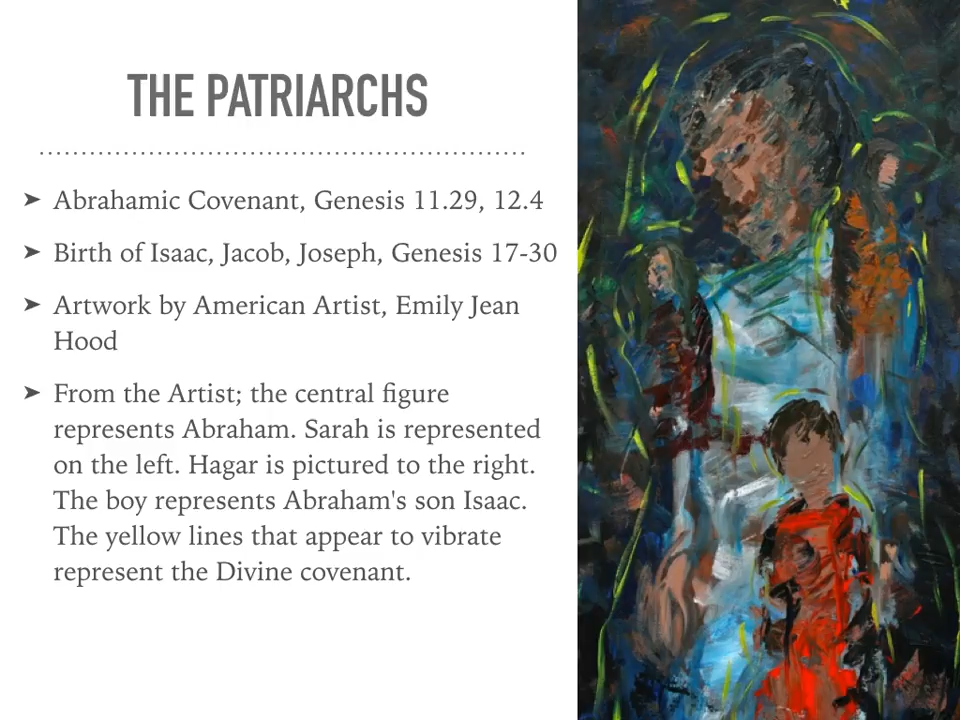 THE PATRIARCHS
➤ Abrahamic Covenant, Genesis 11.29, 12.4
➤ Birth of Isaac, Jacob, Joseph, Genesis 17-30
➤ Artwork by American Artist, Emily Jean
Hood
➤ From the Artist; the central figure
represents Abraham. Sarah is represented
on the left. Hagar is pictured to the right.
The boy represents Abraham's son Isaac.
The yellow lines that appear to vibrate
represent the Divine covenant.